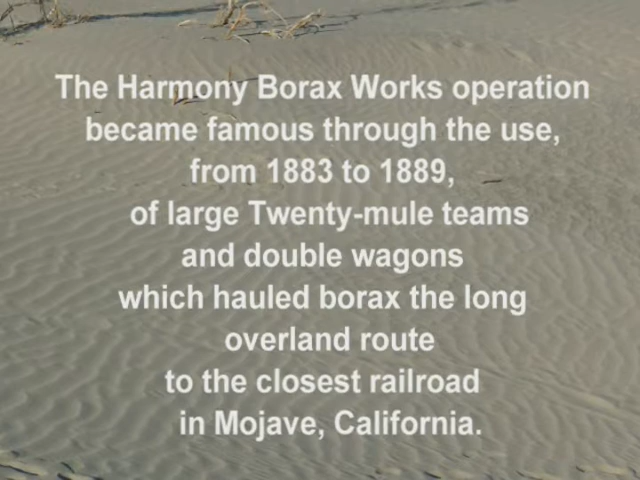 The Harmony Borax Works operation
became famous through the use,
from 1883 to 1889,
of large Twenty-mule teams
and double wagons
which hauled borax the long
overland route
to the closest railroad
in Mojave, California.